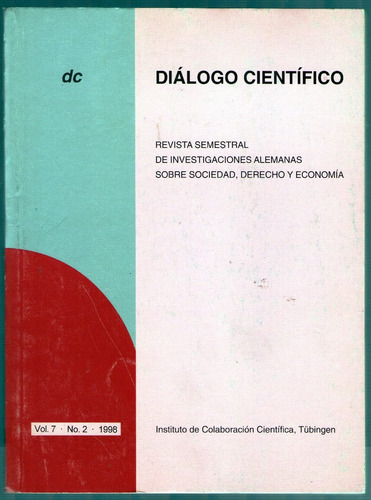 dc
DIÁLOGO CIENTÍFICO
REVISTA SEMESTRAL
DE INVESTIGACIONES ALEMANAS
SOBRE SOCIEDAD, DERECHO Y ECONOMÍA
Vol. 7 · No. 2 · 1998
Instituto de Colaboración Científica, Tübingen